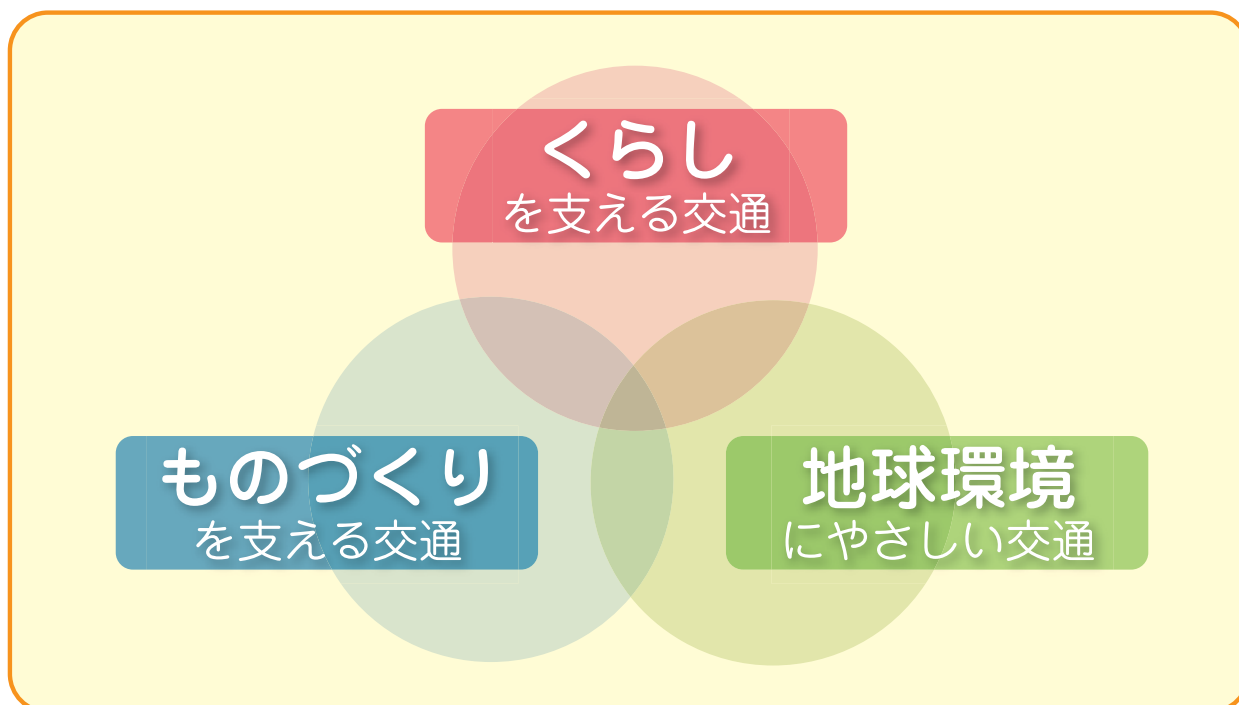 くらし
を支える交通
ものづくり
を支える交通
地球環境
にやさしい交通